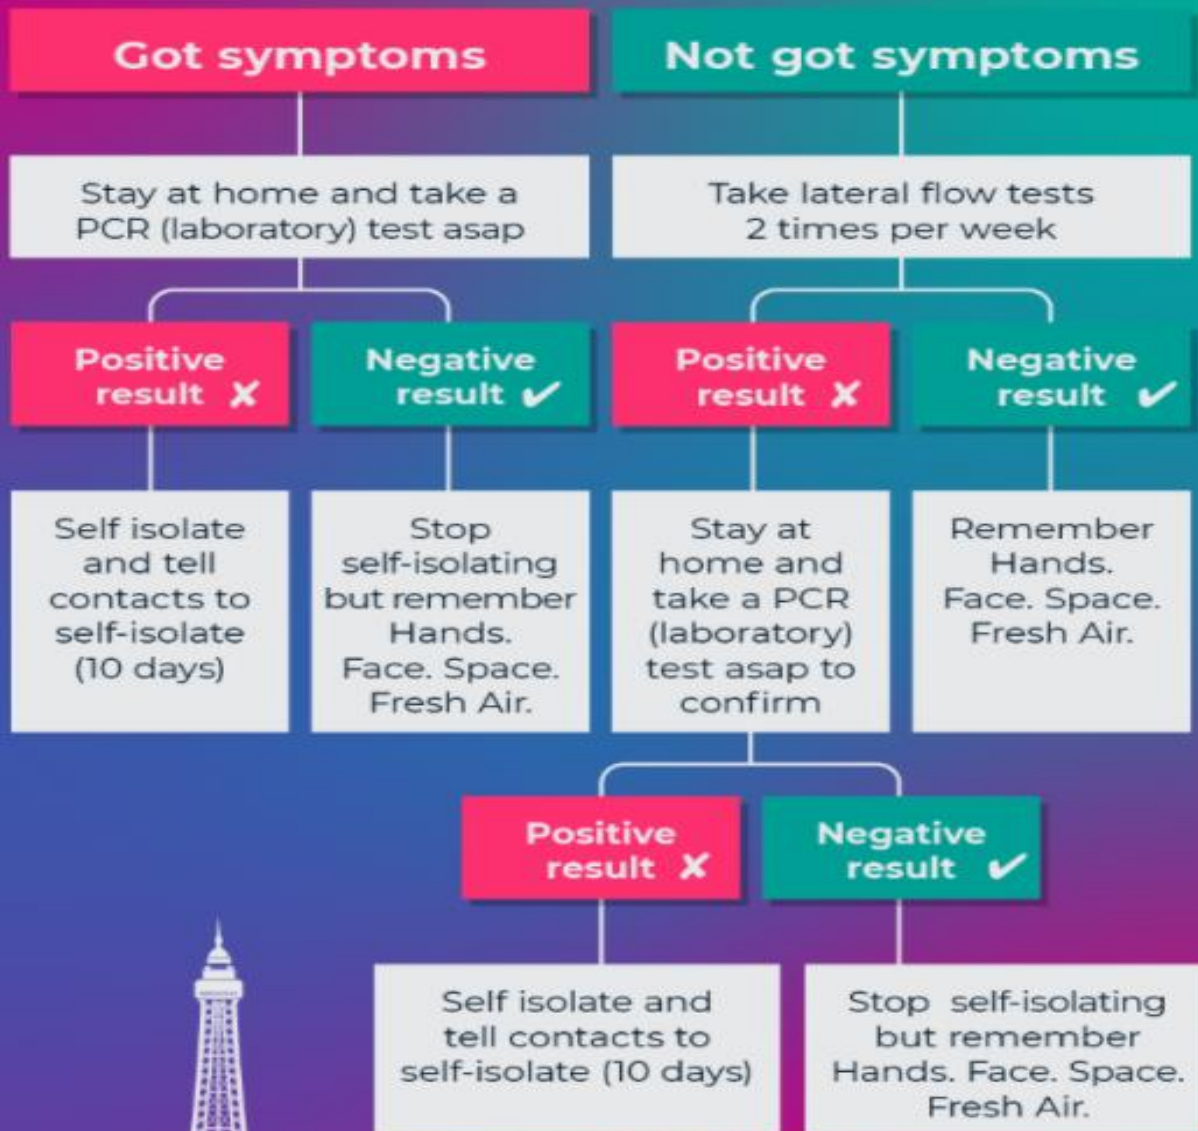 Got symptoms
Not got symptoms
Stay at home and take a
PCR (laboratory) test asap
Take lateral flow tests
2 times per week
Positive
result ✘
Negative
result ✔
Positive
result ✘
Negative
result ✔
Self isolate
and tell
contacts to
self-isolate
(10 days)
Stop
self-isolating
but remember
Hands.
Face. Space.
Fresh Air.
Stay at
home and
take a PCR
(laboratory)
test asap to
confirm
Remember
Hands.
Face. Space.
Fresh Air.
Positive
result ✘
Negative
result ✔
Self isolate and
tell contacts to
self-isolate (10 days)
Stop self-isolating
but remember
Hands. Face. Space.
Fresh Air.